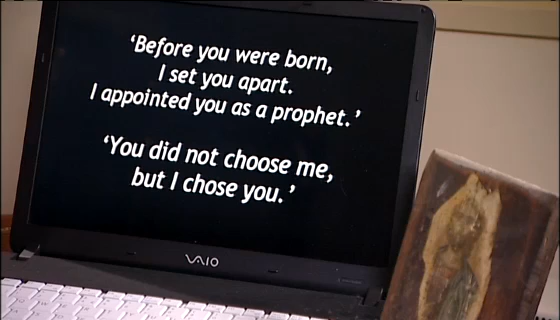 ‘Before you were born,
I set you apart.
I appointed you as a prophet.’
‘You did not choose me,
but I chose you.’
VAIO